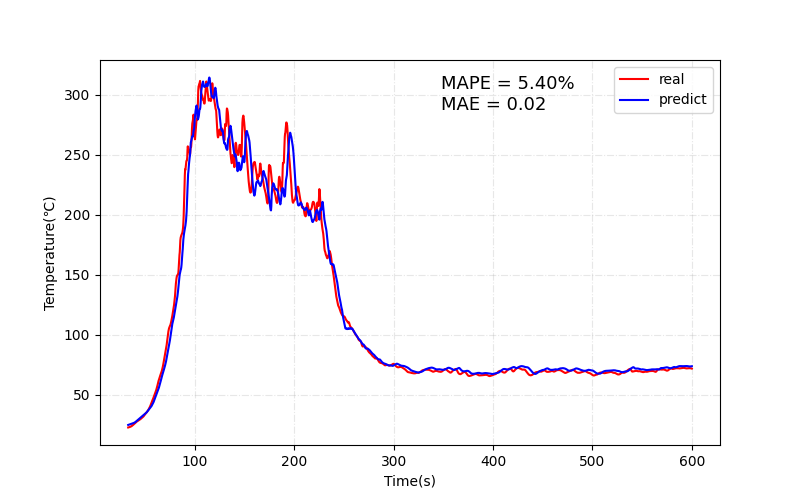 MAPE = 5.40%
MAE = 0.02
real
predict
300
250
200
150
100
50
Temperature(℃)
100 200 300 400 500 600
Time(s)